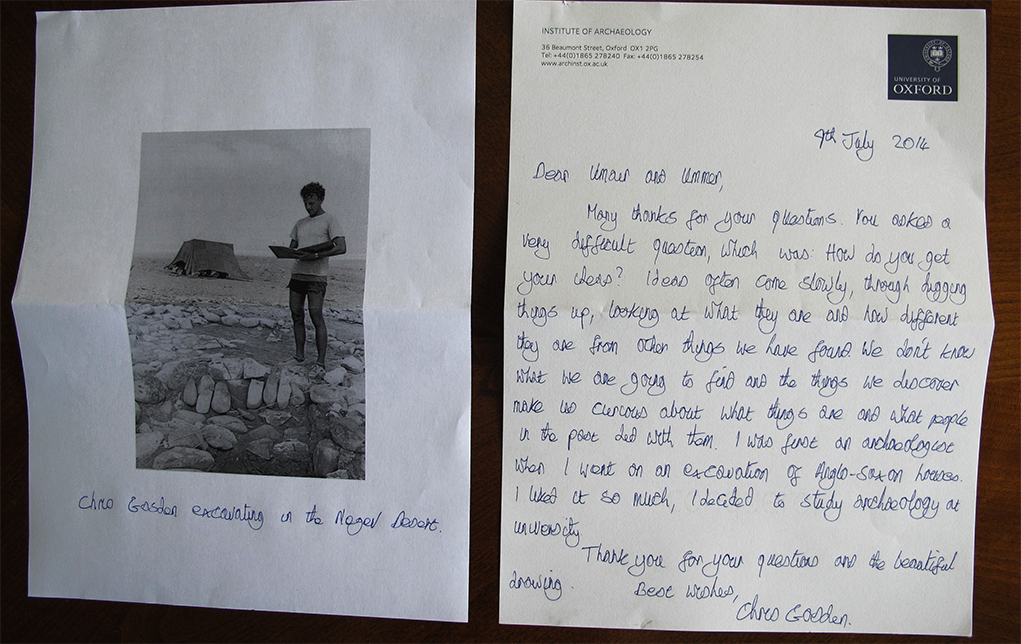 Chris Gosden excavating in the Negev Desert.
INSTITUTE OF ARCHAEOLOGY
36 Beaumont Street, Oxford OX1 2PG
Tel: +44(0)1865 278240 Fax: +44(0)1865 278254
www.archinst.ox.ac.uk
UNIVERSITY OF
OXFORD
9th July 2014
Dear Umair and Ummer,
Many thanks for your questions. You asked a
very difficult question, which was: How do you get
your ideas? Ideas often come slowly, through digging
things up, looking at what they are and how different
they are from other things we have found. We don't know
what we are going to find and the things we discover
make us curious about what things are and what people
in the past did with them. I was first an archaeologist
when I went on an excavation of Anglo-Saxon houses.
I liked it so much, I decided to study archaeology at
university
Thank you for your questions and the beautiful
drawing.
Best wishes,
Chris Gosden.